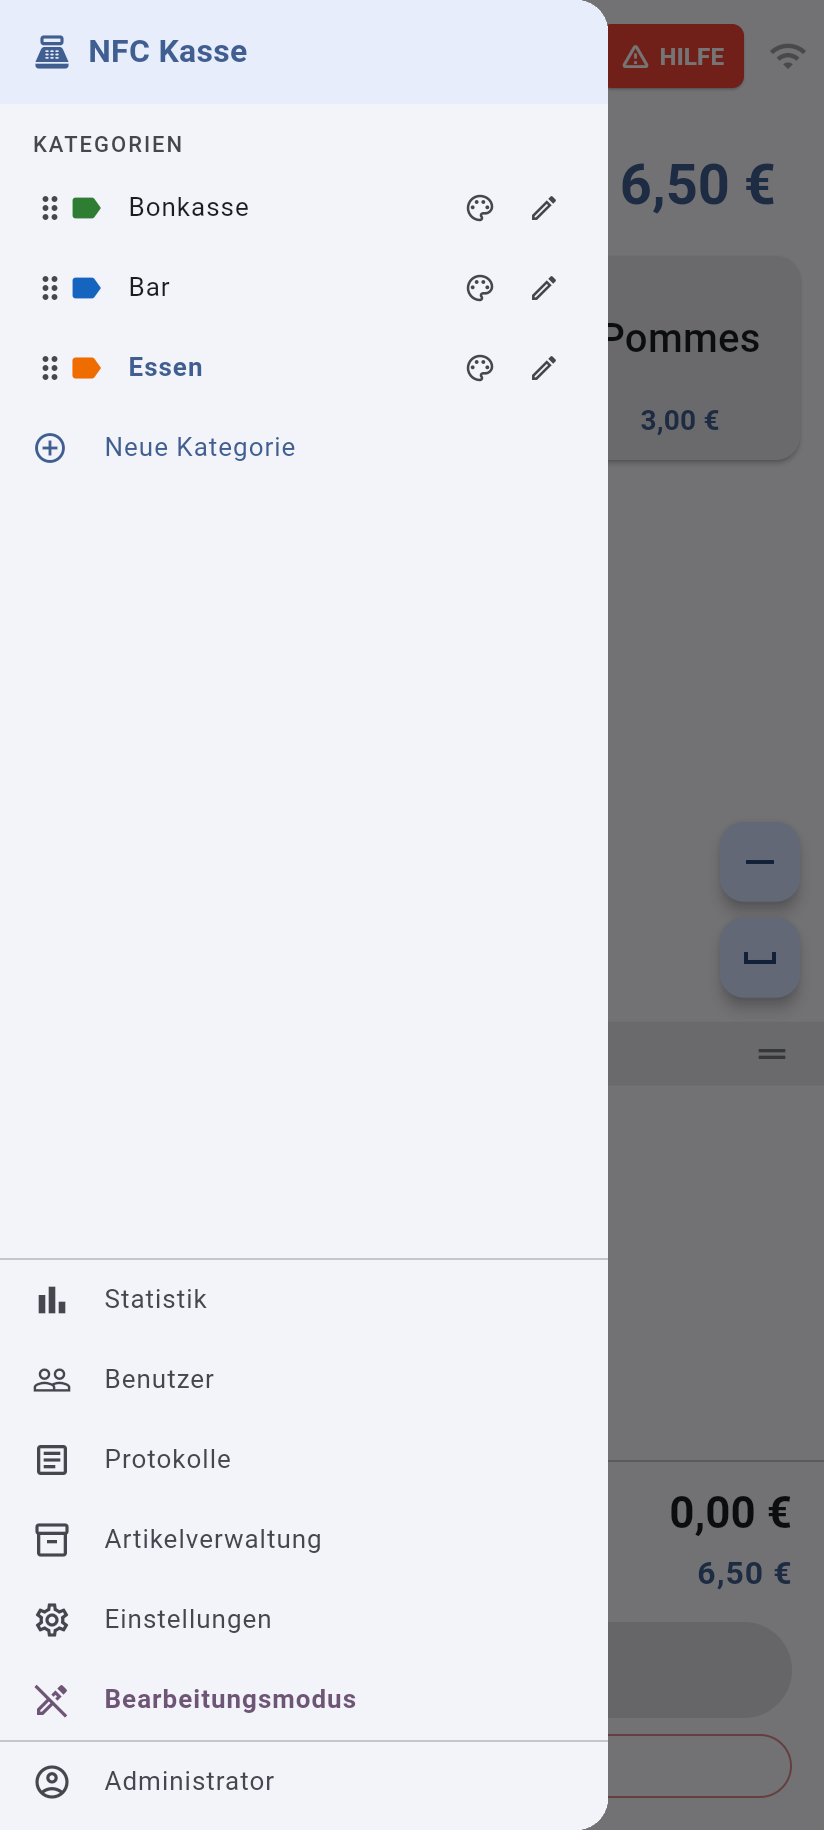 NFC Kasse
HILFE
KATEGORIEN
6,50 €
Bonkasse
Bar
Pommes
Essen
3,00 €
Neue Kategorie
Statistik
Benutzer
Protokolle
Artikelverwaltung
0,00 €
6,50 €
Einstellungen
Bearbeitungsmodus
Administrator